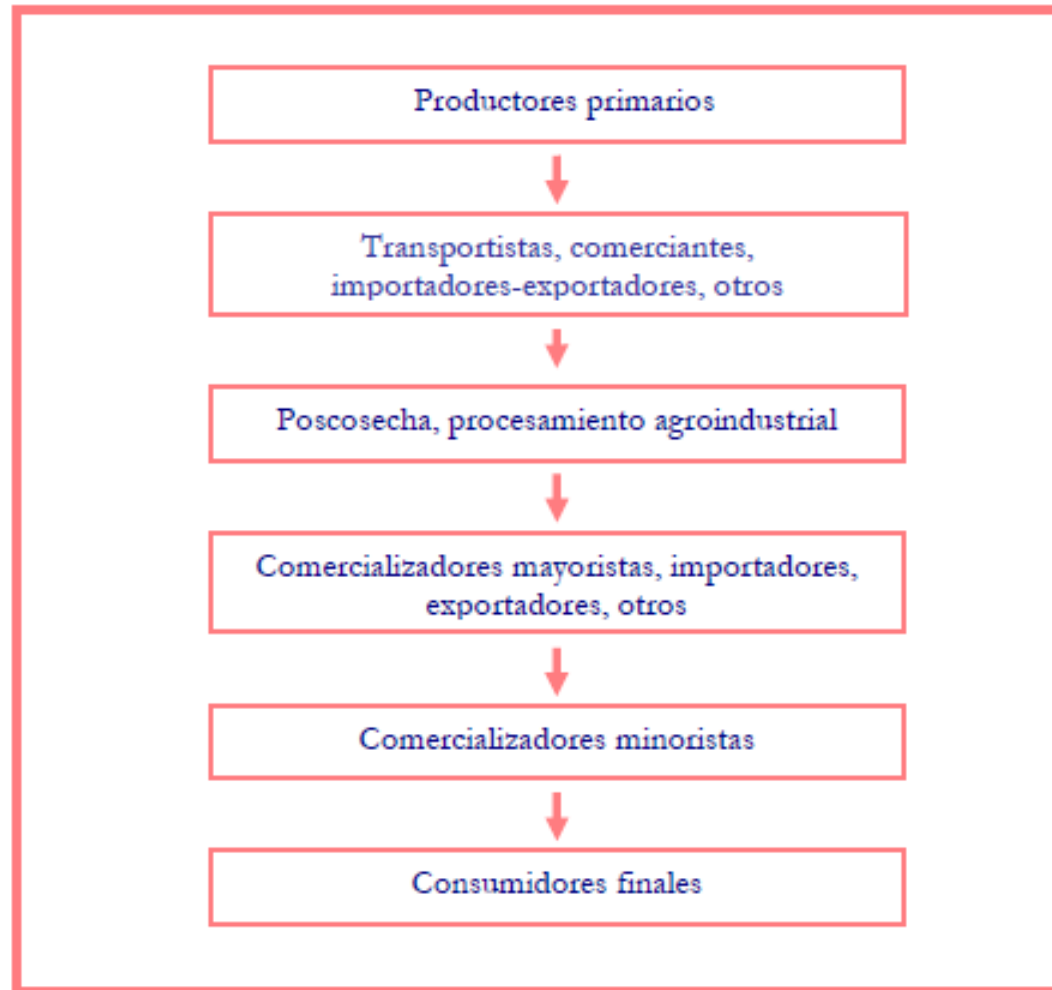 Productores primarios
Transportistas, comerciantes,
importadores-exportadores, otros
Poscosecha, procesamiento agroindustrial
Comercializadores mayoristas, importadores,
exportadores, otros
Comercializadores minoristas
Consumidores finales